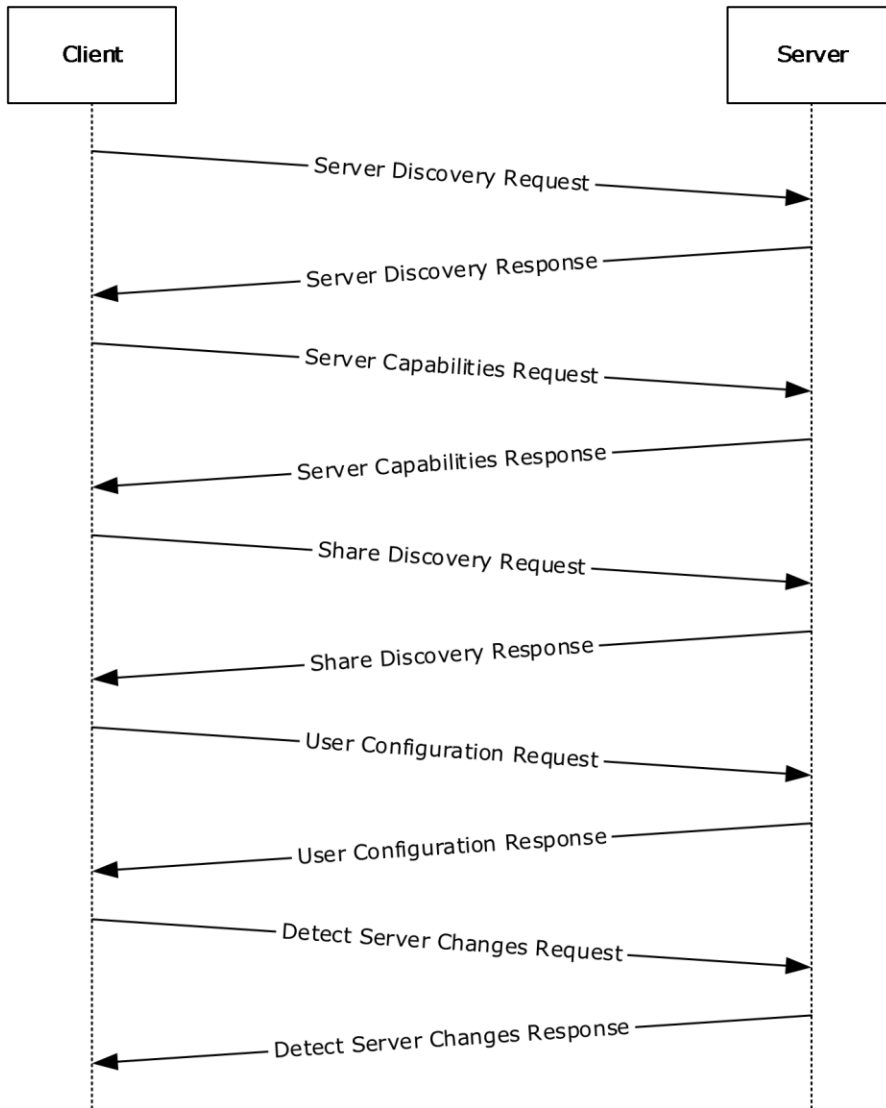 Client
Server
Server Discovery Request
Server Discovery Response
Server Capabilities Request
Server Capabilities Response
Share Discovery Request
Share Discovery Response
User Configuration Request
User Configuration Response
Detect Server Changes Request
Detect Server Changes Response